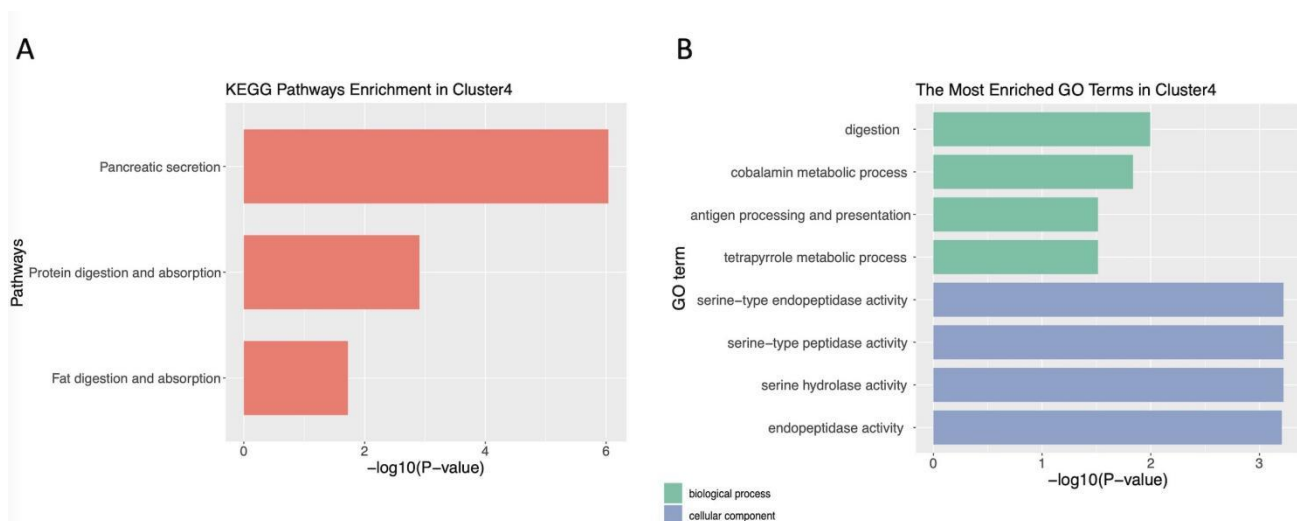 A
KEGG Pathways Enrichment in Cluster4
Pathways
Pancreatic secretion
Protein digestion and absorption
Fat digestion and absorption
0 2 4 6
−log10(P−value)
B
The Most Enriched GO Terms in Cluster4
GO term
digestion
cobalamin metabolic process
antigen processing and presentation
tetrapyrrole metabolic process
serine−type endopeptidase activity
serine−type peptidase activity
serine hydrolase activity
endopeptidase activity
0 1 2 3
−log10(P−value)
biological process
cellular component